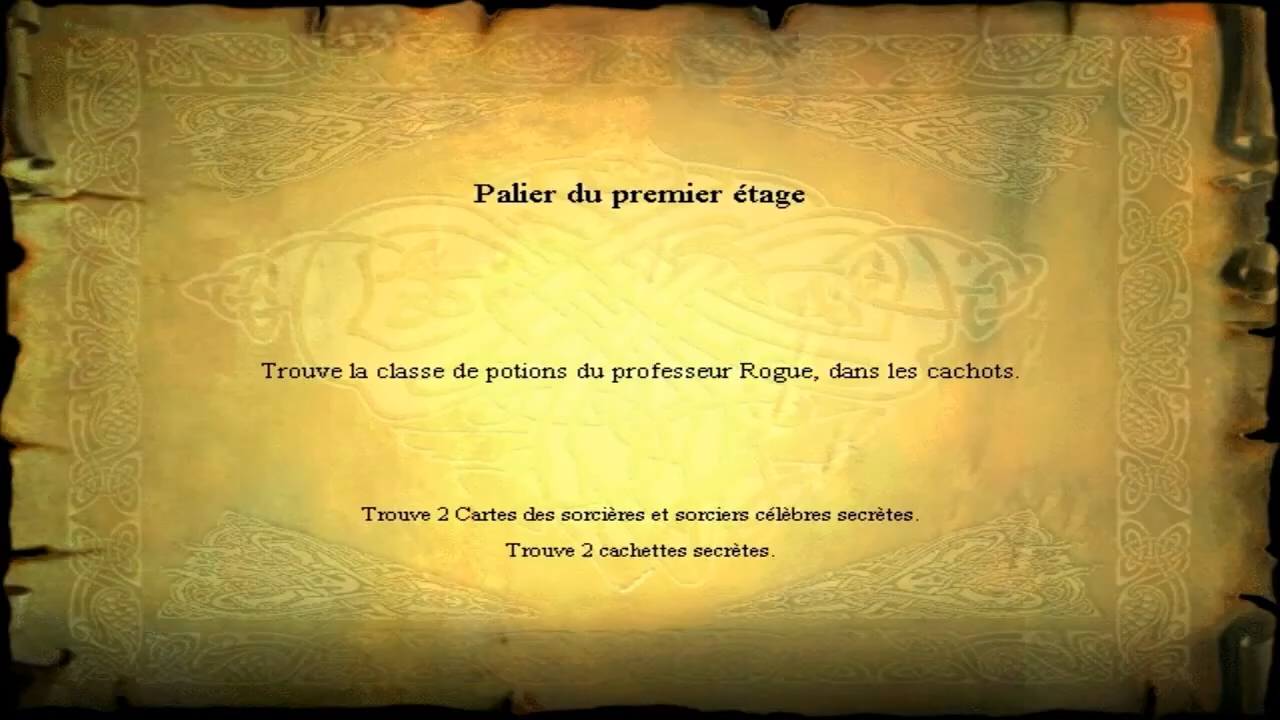 Palier du premier étage
Trouve la classe de potions du professeur Rogue, dans les cachots.
Trouve 2 Cartes des sorcières et sorciers célèbres secrètes.
Trouve 2 cachettes secrètes.